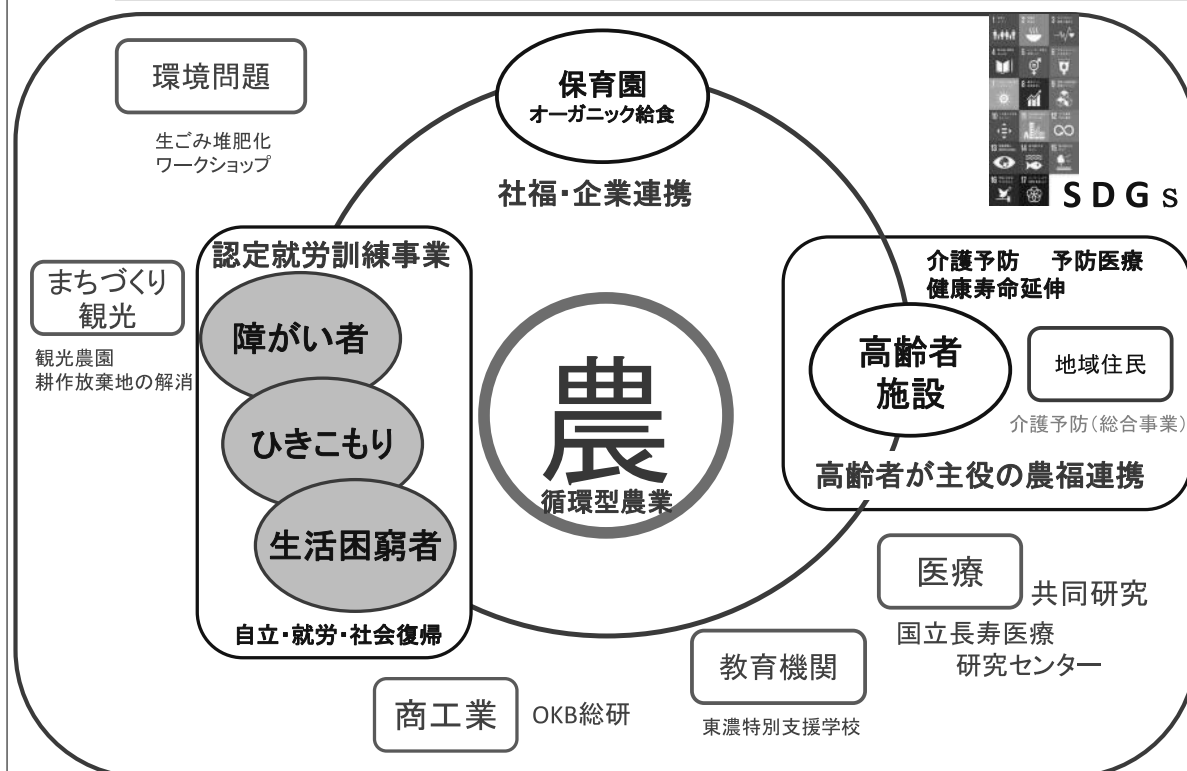 環境問題
生ごみ堆肥化
ワークショップ
保育園
オーガニック給食
社福・企業連携
SDGs
認定就労訓練事業
障がい者
ひきこもり
生活困窮者
自立・就労・社会復帰
まちづくり
観光
観光農園
耕作放棄地の解消
農
循環型農業
介護予防　予防医療
健康寿命延伸
高齢者
施設
地域住民
介護予防(総合事業)
高齢者が主役の農福連携
医療
共同研究
国立長寿医療
研究センター
教育機関
東濃特別支援学校
商工業
OKB総研